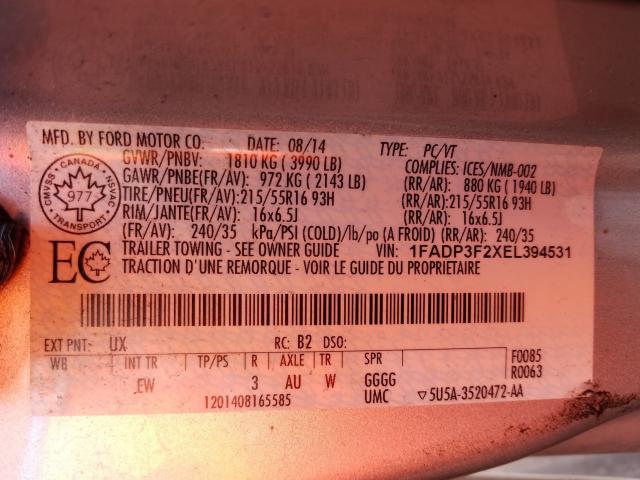 MFD. BY FORD MOTOR CO. DATE: 08/14 TYPE: PC/VT
GVWR/PNBV: 1810 KG ( 3990 LB) COMPLIES: ICES/NMB-002
GAWR/PNBE(FR/AV): 972 KG ( 2143 LB) (RR/AR): 880 KG ( 1940 LB)
TIRE/PNEU(FR/AV):215/55R16 93H (RR/AR):215/55R16 93H
RIM/JANTE(FR/AV): 16x6.5J (RR/AR): 16x6.5J
(FR/AV): 240/35 kPa/PSI (COLD)/lb/po (A FROID) (RR/AR): 240/35
TRAILER TOWING - SEE OWNER GUIDE VIN: 1FADP3F2XEL394531
TRACTION D'UNE REMORQUE - VOIR LE GUIDE DU PROPRIETAIRE
CANADA
CMVSS NSVAC
977
TRANSPORT
EC
EXT PNT: UX RC: B2 DSO:
WB INT TR TP/PS R AXLE TR SPR F0085
EW 3 AU W GGGG R0063
1201408165585 UMC ▽5U5A-3520472-AA